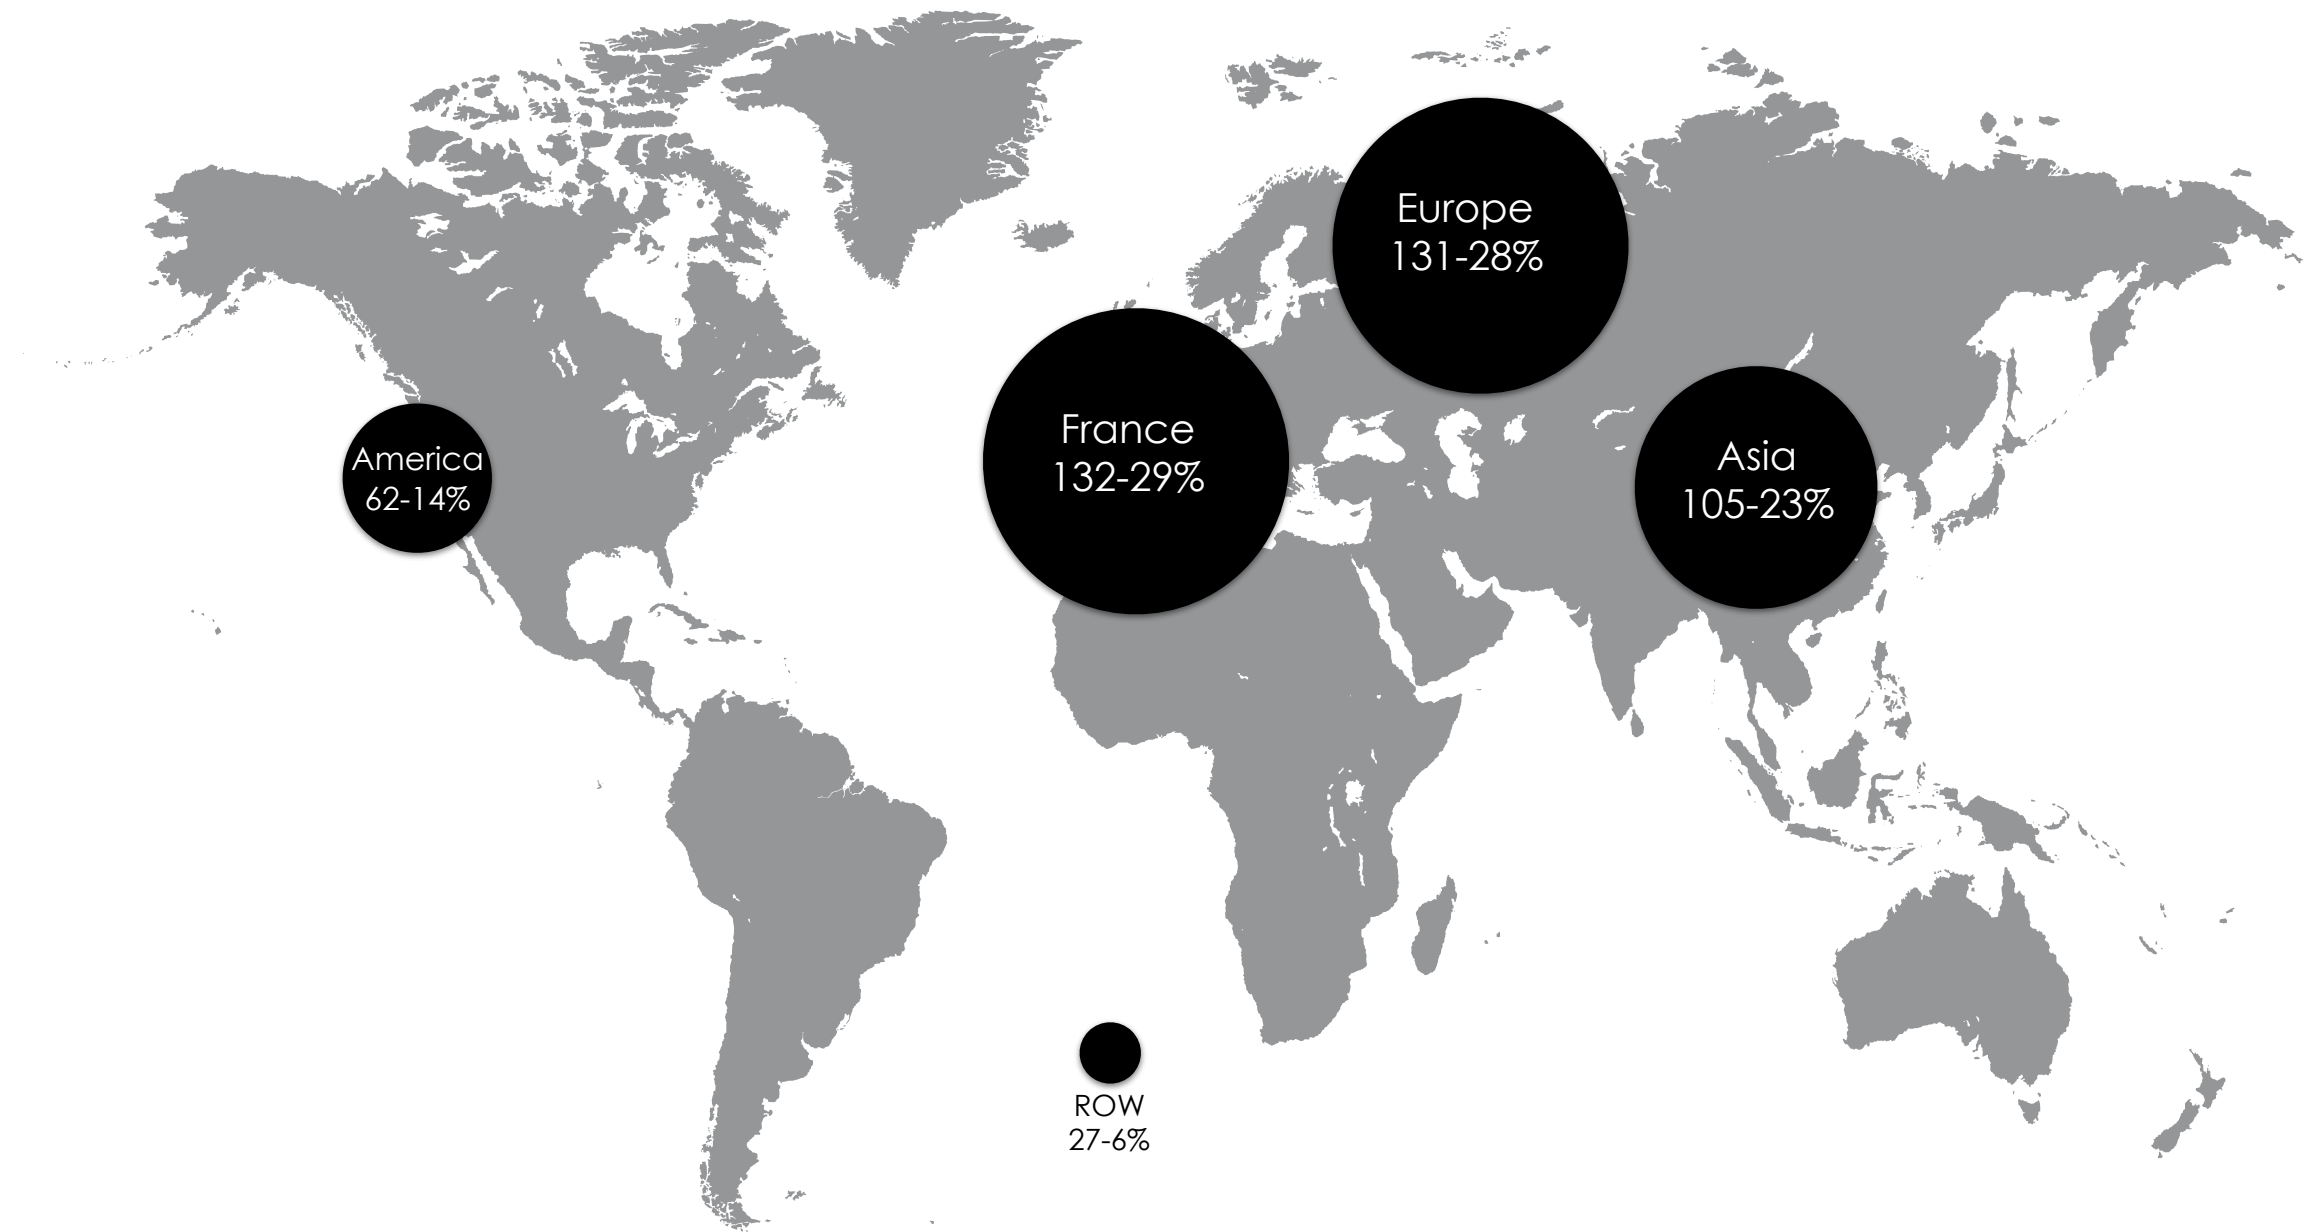 Europe
131-28%
France
132-29%
America
62-14%
Asia
105-23%
ROW
27-6%